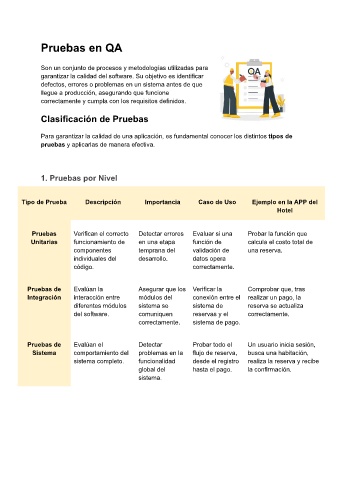 Pruebas en QA
Son un conjunto de procesos y metodologías utilizadas para
garantizar la calidad del software. Su objetivo es identificar
defectos, errores o problemas en un sistema antes de que
llegue a producción, asegurando que funcione
correctamente y cumpla con los requisitos definidos.
QA
Clasificación de Pruebas
Para garantizar la calidad de una aplicación, es fundamental conocer los distintos tipos de
pruebas y aplicarlas de manera efectiva.
1. Pruebas por Nivel
Tipo de Prueba
Descripción
Importancia
Caso de Uso
Ejemplo en la APP del
Hotel
Pruebas
Unitarias
Verifican el correcto
funcionamiento de
componentes
individuales del
código.
Detectar errores
en una etapa
temprana del
desarrollo.
Evaluar si una
función de
validación de
datos opera
correctamente.
Probar la función que
calcula el costo total de
una reserva.
Pruebas de
Integración
Evalúan la
interacción entre
diferentes módulos
del software.
Asegurar que los
módulos del
sistema se
comuniquen
correctamente.
Verificar la
conexión entre el
sistema de
reservas y el
sistema de pago.
Comprobar que, tras
realizar un pago, la
reserva se actualiza
correctamente.
Pruebas de
Sistema
Evalúan el
comportamiento del
sistema completo.
Detectar
problemas en la
funcionalidad
global del
sistema.
Probar todo el
flujo de reserva,
desde el registro
hasta el pago.
Un usuario inicia sesión,
busca una habitación,
realiza la reserva y recibe
la confirmación.